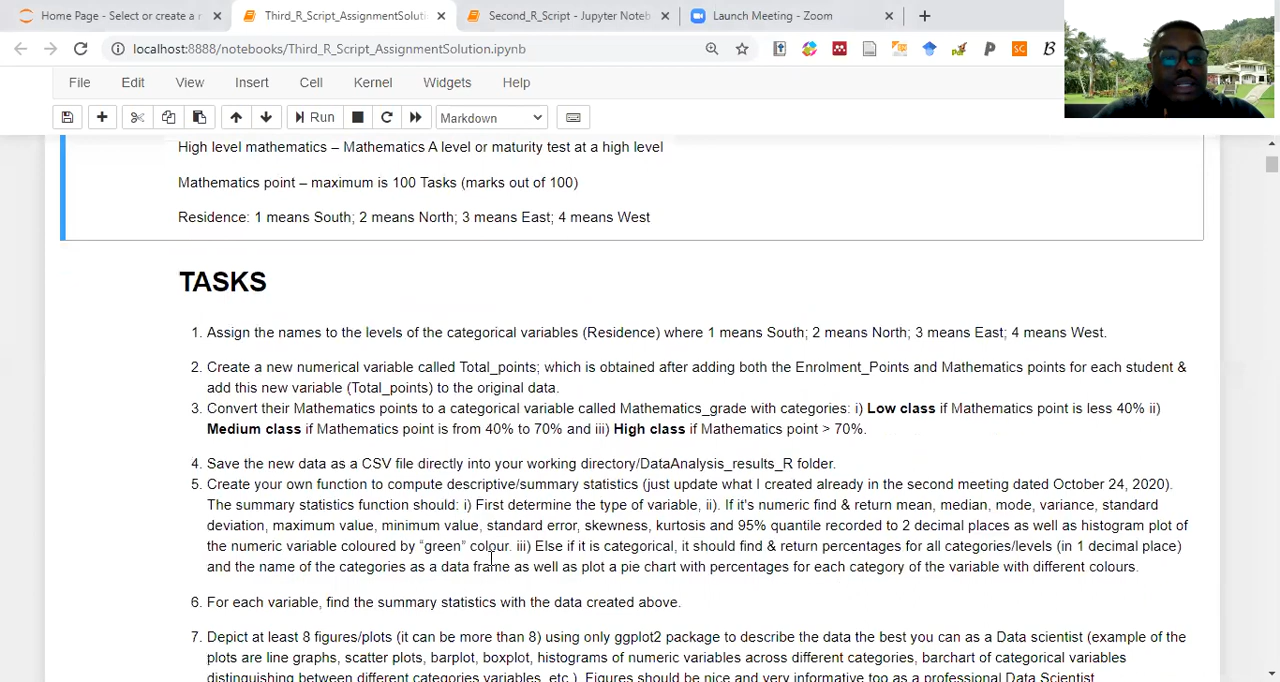 Home Page - Select or create a r
Third_R_Script_AssignmentSoluti
Second_R_Script - Jupyter Noteb
Launch Meeting - Zoom
localhost:8888/notebooks/Third_R_Script_AssignmentSolution.ipynb
File Edit View Insert Cell Kernel Widgets Help
Run Markdown
High level mathematics – Mathematics A level or maturity test at a high level
Mathematics point – maximum is 100 Tasks (marks out of 100)
Residence: 1 means South; 2 means North; 3 means East; 4 means West
TASKS
1. Assign the names to the levels of the categorical variables (Residence) where 1 means South; 2 means North; 3 means East; 4 means West.
2. Create a new numerical variable called Total_points; which is obtained after adding both the Enrolment_Points and Mathematics points for each student &
add this new variable (Total_points) to the original data.
3. Convert their Mathematics points to a categorical variable called Mathematics_grade with categories: i) Low class if Mathematics point is less 40% ii)
Medium class if Mathematics point is from 40% to 70% and iii) High class if Mathematics point > 70%.
4. Save the new data as a CSV file directly into your working directory/DataAnalysis_results_R folder.
5. Create your own function to compute descriptive/summary statistics (just update what I created already in the second meeting dated October 24, 2020).
The summary statistics function should: i) First determine the type of variable, ii). If it's numeric find & return mean, median, mode, variance, standard
deviation, maximum value, minimum value, standard error, skewness, kurtosis and 95% quantile recorded to 2 decimal places as well as histogram plot of
the numeric variable coloured by “green” colour. iii) Else if it is categorical, it should find & return percentages for all categories/levels (in 1 decimal place)
and the name of the categories as a data frame as well as plot a pie chart with percentages for each category of the variable with different colours.
6. For each variable, find the summary statistics with the data created above.
7. Depict at least 8 figures/plots (it can be more than 8) using only ggplot2 package to describe the data the best you can as a Data scientist (example of the
plots are line graphs, scatter plots, barplot, boxplot, histograms of numeric variables across different categories, barchart of categorical variables
distinguishing between different categories variables, etc.). Figures should be nice and very informative too as a professional Data Scientist